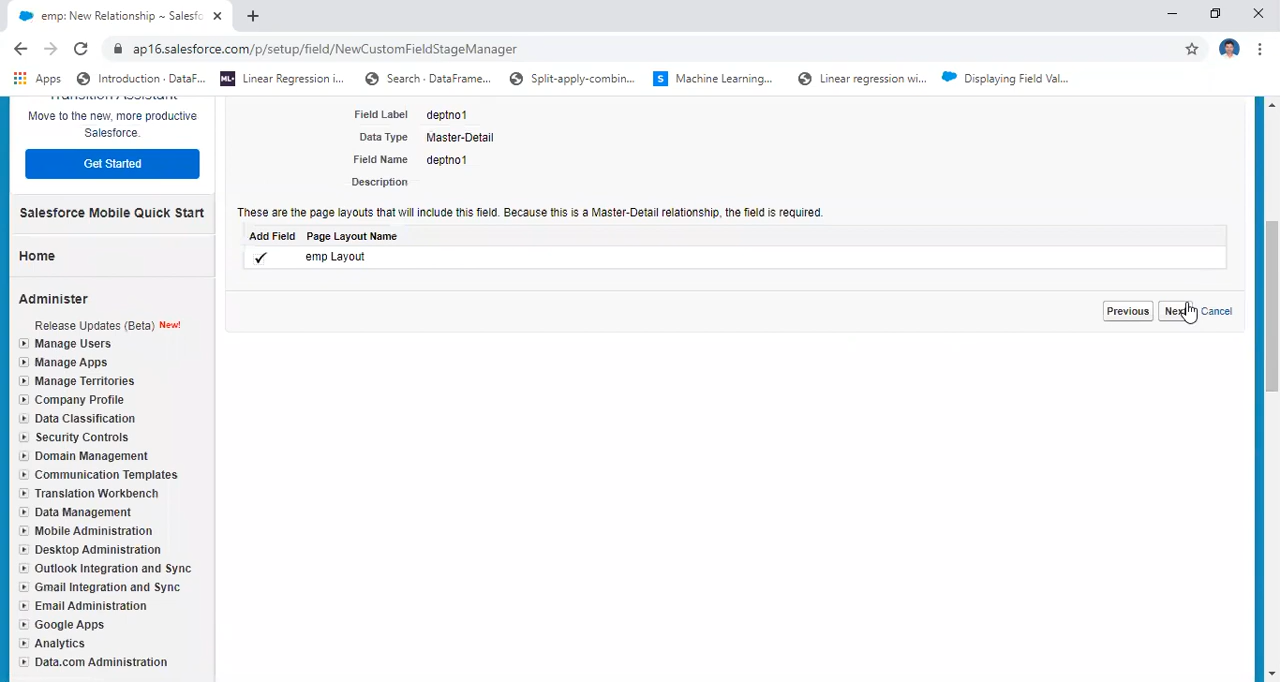 emp: New Relationship ~ Salesfo
ap16.salesforce.com/p/setup/field/NewCustomFieldStageManager
Apps
Introduction · DataF...
ML+
Linear Regression i...
Search · DataFrame...
Split-apply-combin...
S
Machine Learning...
Linear regression wi...
Displaying Field Val...
Transition Assistant
Move to the new, more productive
Salesforce.
Get Started
Salesforce Mobile Quick Start
Home
Administer
Release Updates (Beta) New!
Manage Users
Manage Apps
Manage Territories
Company Profile
Data Classification
Security Controls
Domain Management
Communication Templates
Translation Workbench
Data Management
Mobile Administration
Desktop Administration
Outlook Integration and Sync
Gmail Integration and Sync
Email Administration
Google Apps
Analytics
Data.com Administration
Field Label deptno1
Data Type Master-Detail
Field Name deptno1
Description
These are the page layouts that will include this field. Because this is a Master-Detail relationship, the field is required.
Add Field Page Layout Name
emp Layout
Previous Next Cancel